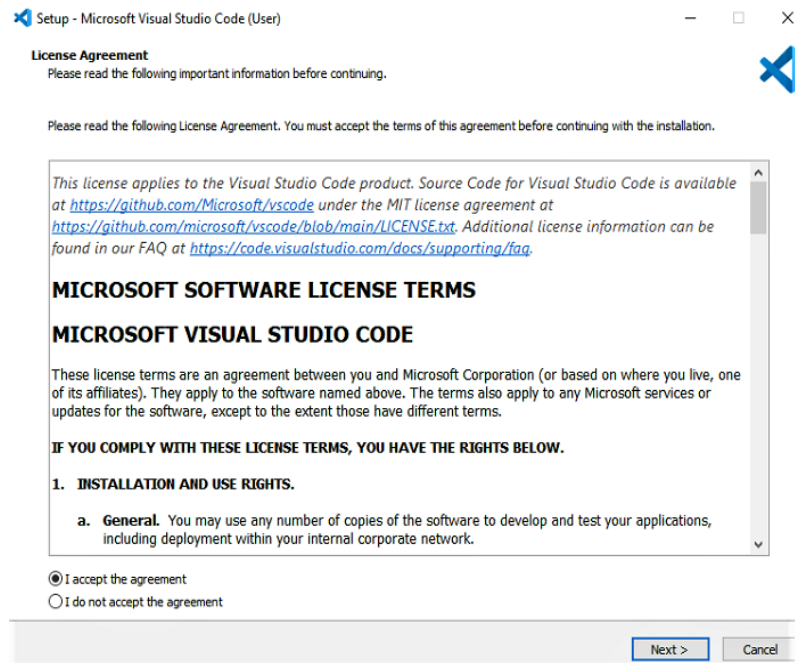 Setup - Microsoft Visual Studio Code (User)
License Agreement
Please read the following important information before continuing.
Please read the following License Agreement. You must accept the terms of this agreement before continuing with the installation.
This license applies to the Visual Studio Code product. Source Code for Visual Studio Code is available
at https://github.com/Microsoft/vscode under the MIT license agreement at
https://github.com/microsoft/vscode/blob/main/LICENSE.txt. Additional license information can be
found in our FAQ at https://code.visualstudio.com/docs/supporting/faq.
MICROSOFT SOFTWARE LICENSE TERMS
MICROSOFT VISUAL STUDIO CODE
These license terms are an agreement between you and Microsoft Corporation (or based on where you live, one
of its affiliates). They apply to the software named above. The terms also apply to any Microsoft services or
updates for the software, except to the extent those have different terms.
IF YOU COMPLY WITH THESE LICENSE TERMS, YOU HAVE THE RIGHTS BELOW.
1. INSTALLATION AND USE RIGHTS.
a. General. You may use any number of copies of the software to develop and test your applications,
including deployment within your internal corporate network.
I accept the agreement
I do not accept the agreement
Next >
Cancel